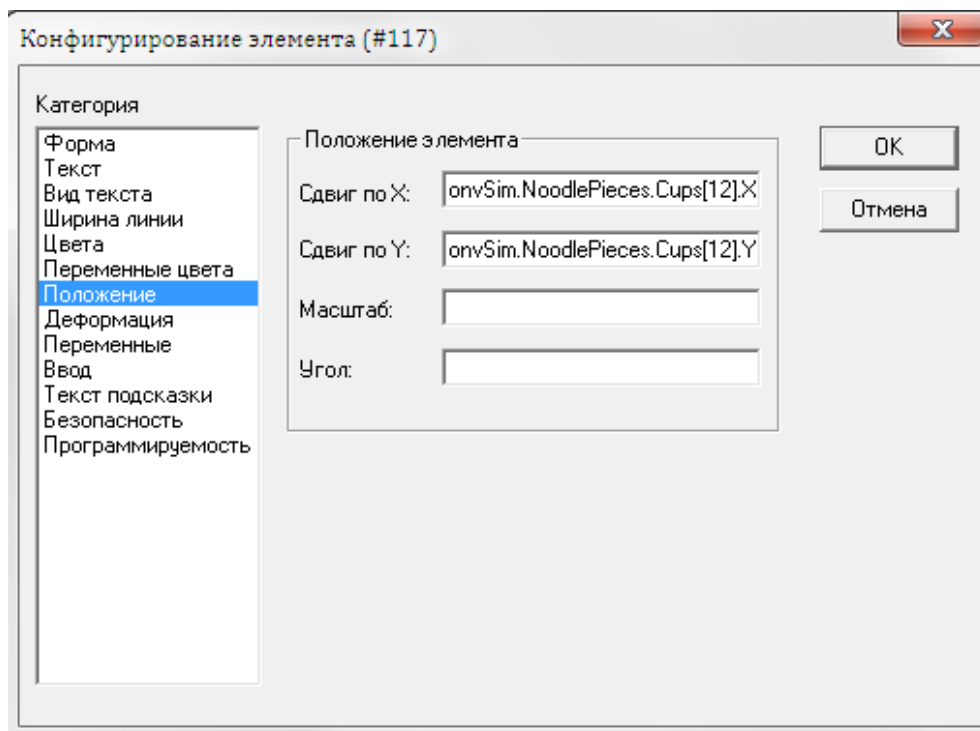 Конфигурирование элемента (#117)
Категория
Форма
Текст
Вид текста
Ширина линии
Цвета
Переменные цвета
Положение
Деформация
Переменные
Ввод
Текст подсказки
Безопасность
Программируемость
Положение элемента
Сдвиг по X: onvSim.NoodlePieces.Cups[12].X
Сдвиг по Y: onvSim.NoodlePieces.Cups[12].Y
Масштаб:
Угол:
OK
Отмена